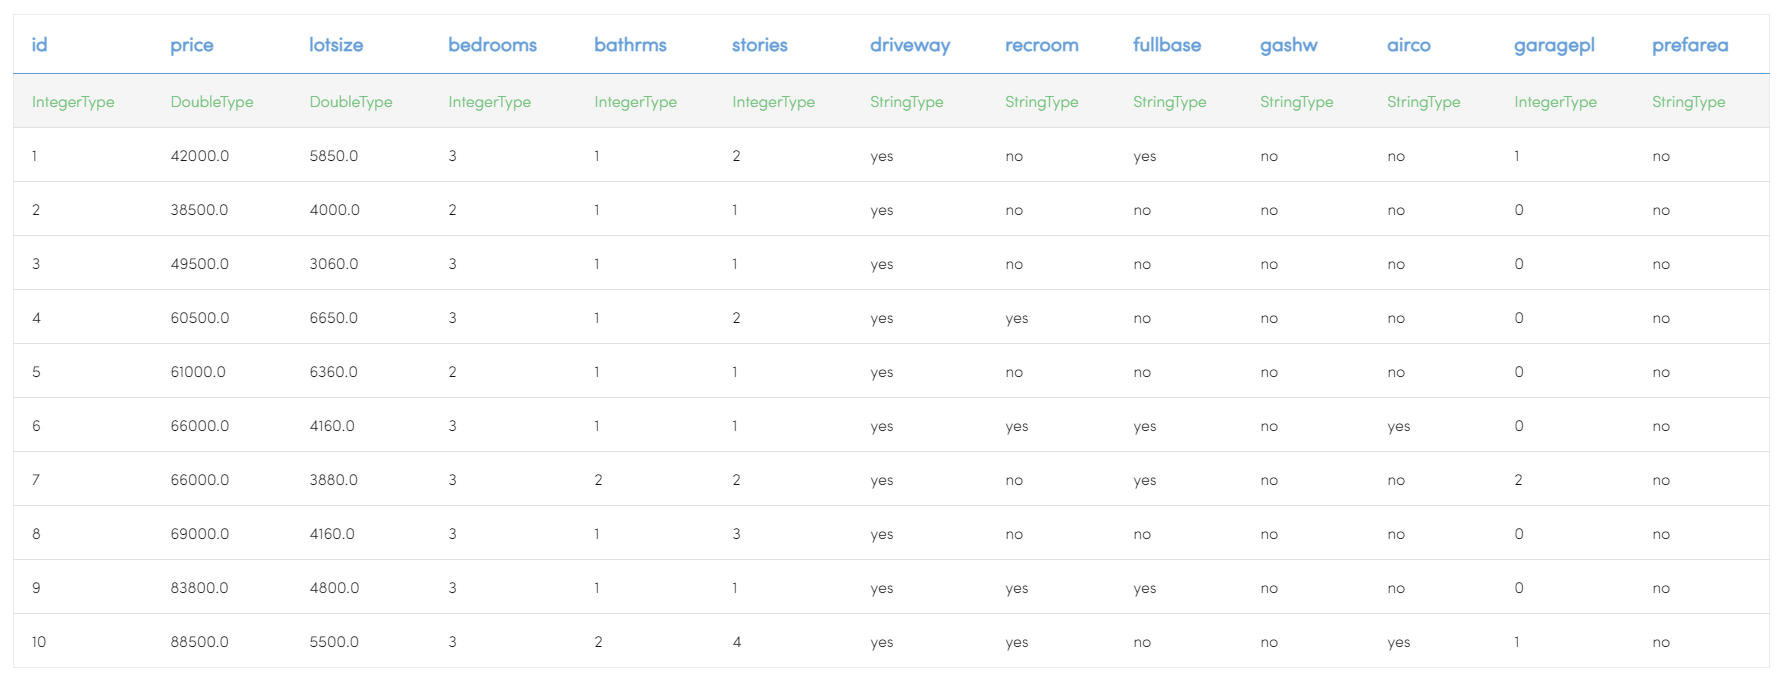 id price lotsize bedrooms bathrms stories driveway recroom fullbase gashw airco garagepl prefarea
IntegerType DoubleType DoubleType IntegerType IntegerType IntegerType StringType StringType StringType StringType StringType IntegerType StringType
1 42000.0 5850.0 3 1 2 yes no yes no no 1 no
2 38500.0 4000.0 2 1 1 yes no no no no 0 no
3 49500.0 3060.0 3 1 1 yes no no no no 0 no
4 60500.0 6650.0 3 1 2 yes yes no no no 0 no
5 61000.0 6360.0 2 1 1 yes no no no no 0 no
6 66000.0 4160.0 3 1 1 yes yes yes no yes 0 no
7 66000.0 3880.0 3 2 2 yes no yes no no 2 no
8 69000.0 4160.0 3 1 3 yes no no no no 0 no
9 83800.0 4800.0 3 1 1 yes yes yes no no 0 no
10 88500.0 5500.0 3 2 4 yes yes no no yes 1 no